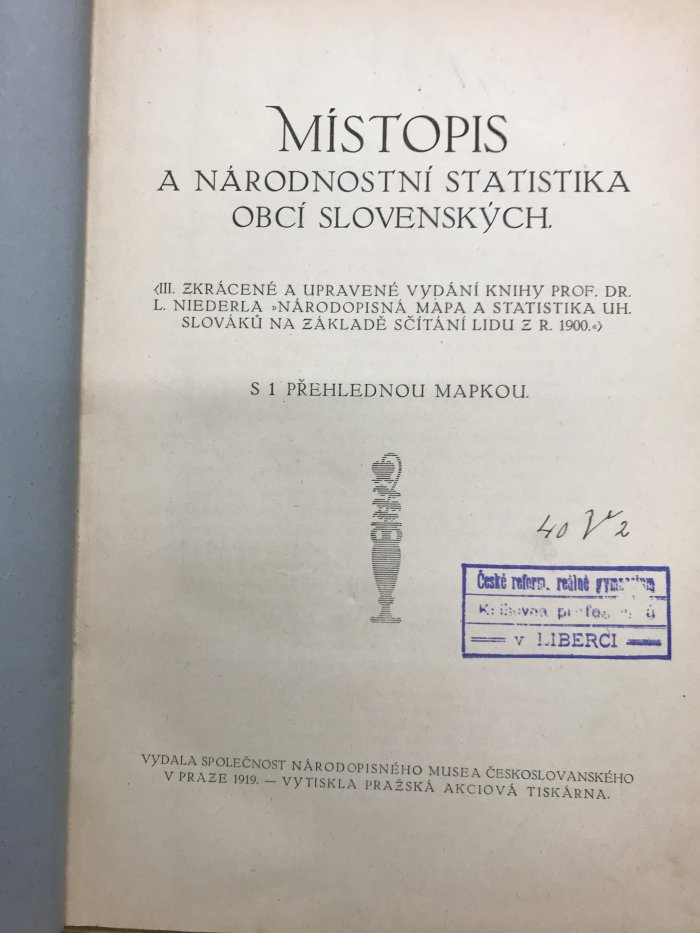 MÍSTOPIS
A NÁRODNOSTNÍ STATISTIKA
OBCÍ SLOVENSKÝCH.
‹III. ZKRÁCENÉ A UPRAVENÉ VYDÁNÍ KNIHY PROF. DR.
L. NIEDERLA »NÁRODOPISNÁ MAPA A STATISTIKA UH.
SLOVÁKŮ NA ZÁKLADĚ SČÍTÁNÍ LIDU Z R. 1900.«›
S 1 PŘEHLEDNOU MAPKOU.
40
České reform. reálné
v LIBERCI
VYDALA SPOLEČNOST NÁRODOPISNÉHO MUSEA ČESKOSLOVANSKÉHO
V PRAZE 1919. — VYTISKLA PRAŽSKÁ AKCIOVÁ TISKÁRNA.